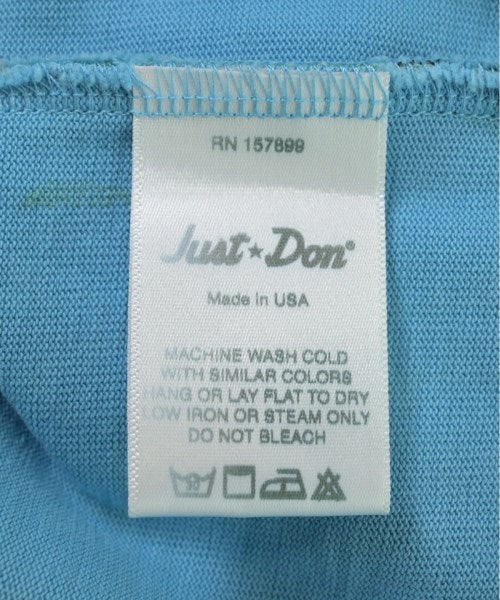 RN 157899
Just★Don®
Made in USA
MACHINE WASH COLD
WITH SIMILAR COLORS
HANG OR LAY FLAT TO DRY
LOW IRON OR STEAM ONLY
DO NOT BLEACH